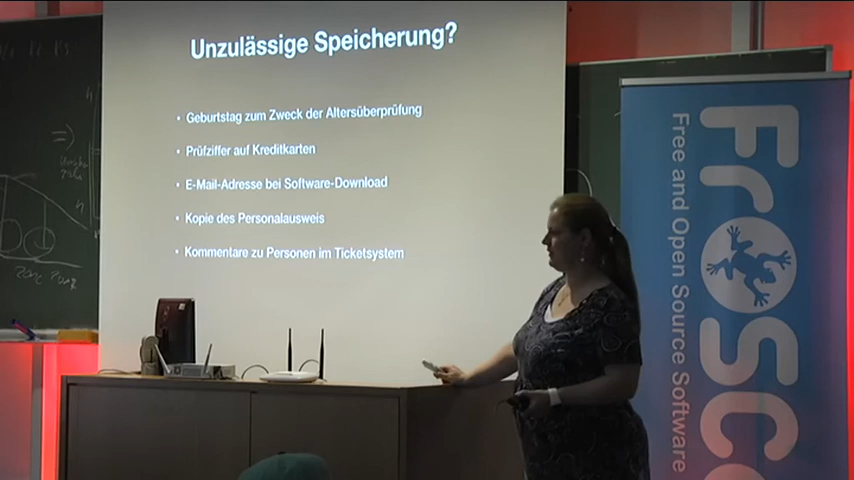 Unzulässige Speicherung?
• Geburtstag zum Zweck der Altersüberprüfung
• Prüfziffer auf Kreditkarten
• E-Mail-Adresse bei Software-Download
• Kopie des Personalausweis
• Kommentare zu Personen im Ticketsystem
FrOSC
Free and Open Source Software